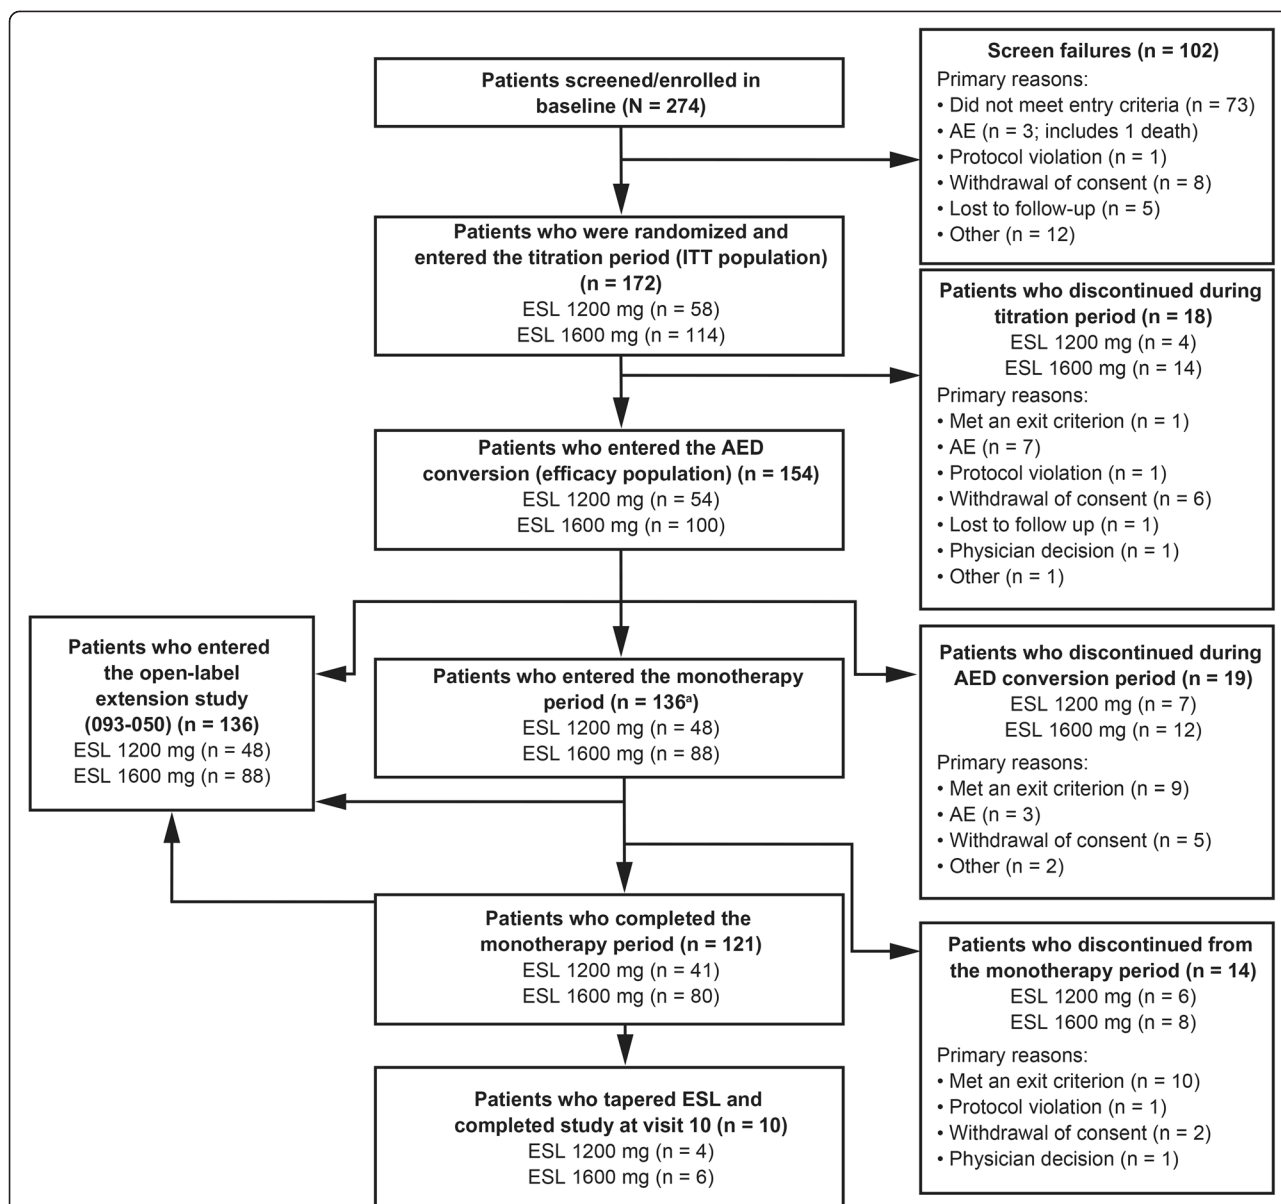 Patients screened/enrolled in
baseline (N = 274)
Screen failures (n = 102)
Primary reasons:
• Did not meet entry criteria (n = 73)
• AE (n = 3; includes 1 death)
• Protocol violation (n = 1)
• Withdrawal of consent (n = 8)
• Lost to follow-up (n = 5)
• Other (n = 12)
Patients who were randomized and
entered the titration period (ITT population)
(n = 172)
ESL 1200 mg (n = 58)
ESL 1600 mg (n = 114)
Patients who discontinued during
titration period (n = 18)
ESL 1200 mg (n = 4)
ESL 1600 mg (n = 14)
Primary reasons:
• Met an exit criterion (n = 1)
• AE (n = 7)
• Protocol violation (n = 1)
• Withdrawal of consent (n = 6)
• Lost to follow up (n = 1)
• Physician decision (n = 1)
• Other (n = 1)
Patients who entered the AED
conversion (efficacy population) (n = 154)
ESL 1200 mg (n = 54)
ESL 1600 mg (n = 100)
Patients who entered
the open-label
extension study
(093-050) (n = 136)
ESL 1200 mg (n = 48)
ESL 1600 mg (n = 88)
Patients who entered the monotherapy
period (n = 136ª)
ESL 1200 mg (n = 48)
ESL 1600 mg (n = 88)
Patients who discontinued during
AED conversion period (n = 19)
ESL 1200 mg (n = 7)
ESL 1600 mg (n = 12)
Primary reasons:
• Met an exit criterion (n = 9)
• AE (n = 3)
• Withdrawal of consent (n = 5)
• Other (n = 2)
Patients who completed the
monotherapy period (n = 121)
ESL 1200 mg (n = 41)
ESL 1600 mg (n = 80)
Patients who discontinued from
the monotherapy period (n = 14)
ESL 1200 mg (n = 6)
ESL 1600 mg (n = 8)
Primary reasons:
• Met an exit criterion (n = 10)
• Protocol violation (n = 1)
• Withdrawal of consent (n = 2)
• Physician decision (n = 1)
Patients who tapered ESL and
completed study at visit 10 (n = 10)
ESL 1200 mg (n = 4)
ESL 1600 mg (n = 6)